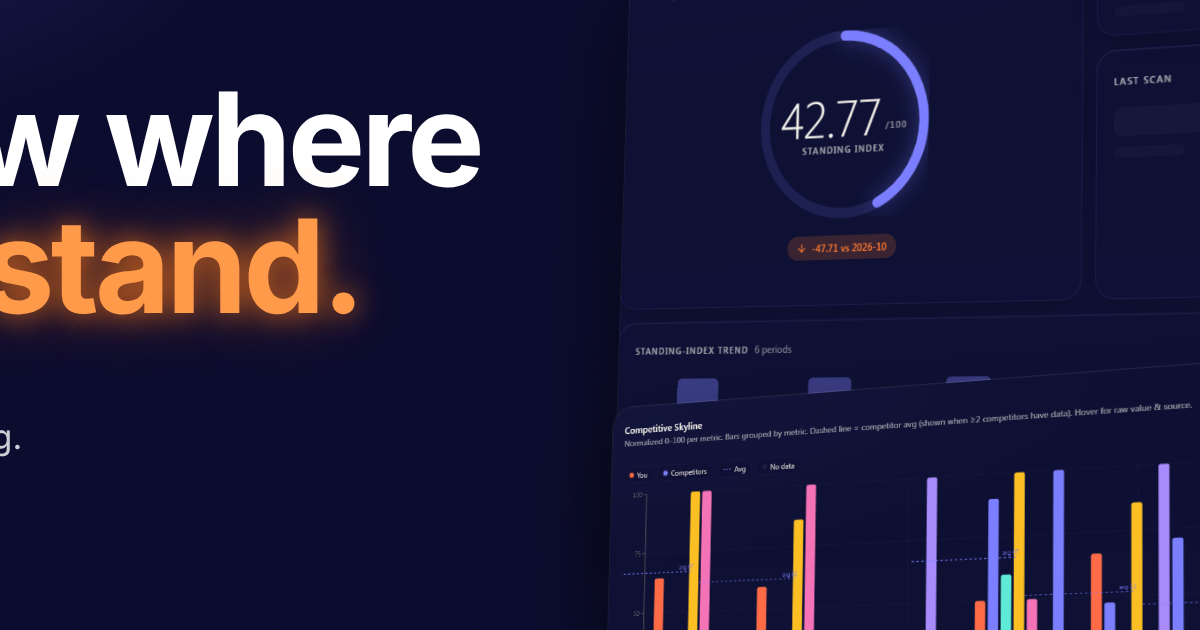 w where
stand.
g.
42.77 /100
STANDING INDEX
↓ -47.71 vs 2026-10
LAST SCAN
STANDING-INDEX TREND 6 periods
Competitive Skyline
Normalized 0–100 per metric. Bars grouped by metric. Dashed line = competitor avg (shown when ≥2 competitors have data). Hover for raw value & source.
You Competitors Avg No data
100
75
50